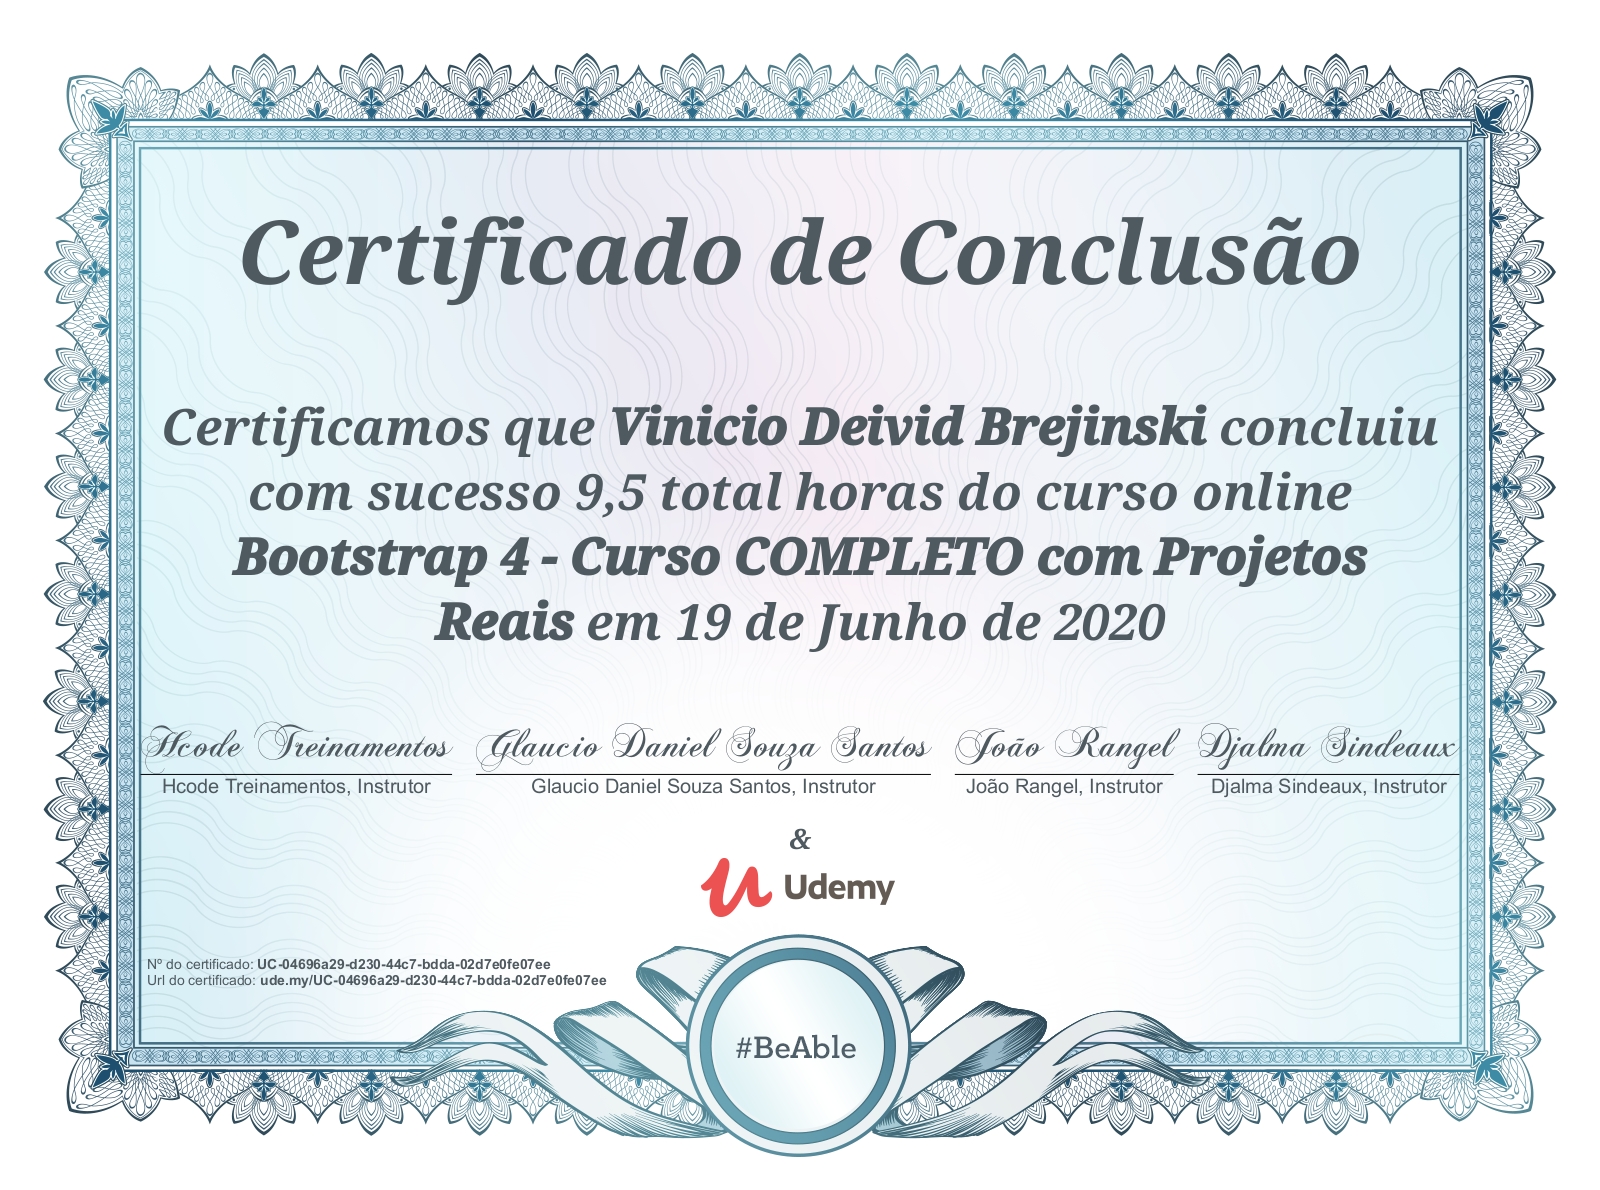 Certificado de Conclusão
Certificamos que Vinicio Deivid Brejinski concluiu
com sucesso 9,5 total horas do curso online
Bootstrap 4 - Curso COMPLETO com Projetos
Reais em 19 de Junho de 2020
Hcode Treinamentos Glaucio Daniel Souza Santos João Rangel Djalma Sindeaux
Hcode Treinamentos, Instrutor Glaucio Daniel Souza Santos, Instrutor João Rangel, Instrutor Djalma Sindeaux, Instrutor
&
Udemy
Nº do certificado: UC-04696a29-d230-44c7-bdda-02d7e0fe07ee
Url do certificado: ude.my/UC-04696a29-d230-44c7-bdda-02d7e0fe07ee
#BeAble